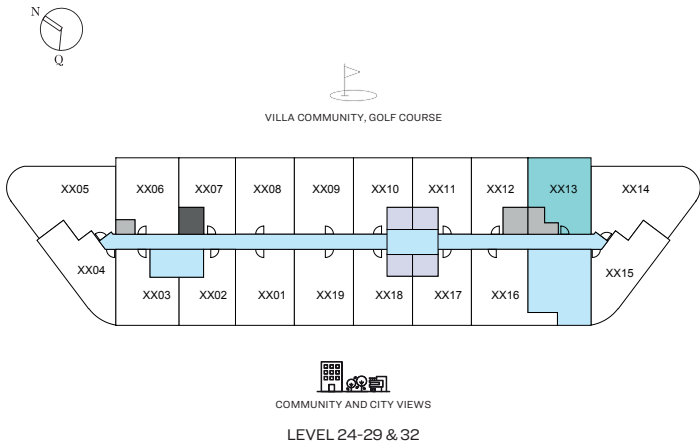 N
Q
VILLA COMMUNITY, GOLF COURSE
XX05 XX06 XX07 XX08 XX09 XX10 XX11 XX12 XX13 XX14
XX04 XX03 XX02 XX01 XX19 XX18 XX17 XX16 XX15
COMMUNITY AND CITY VIEWS
LEVEL 24-29 & 32